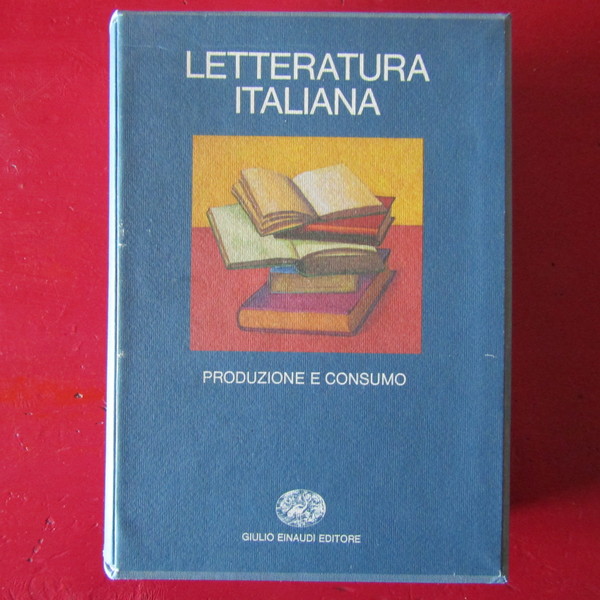 LETTERATURA
ITALIANA
PRODUZIONE E CONSUMO
GIULIO EINAUDI EDITORE